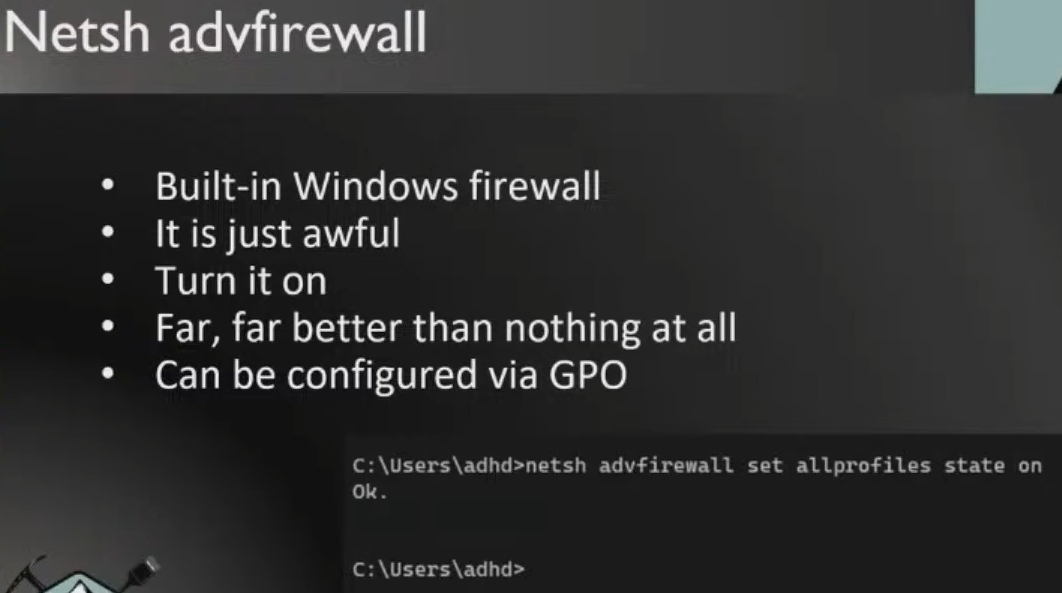 Netsh advfirewall
• Built-in Windows firewall
• It is just awful
• Turn it on
• Far, far better than nothing at all
• Can be configured via GPO
C:\Users\adhd>netsh advfirewall set allprofiles state on
Ok.
C:\Users\adhd>